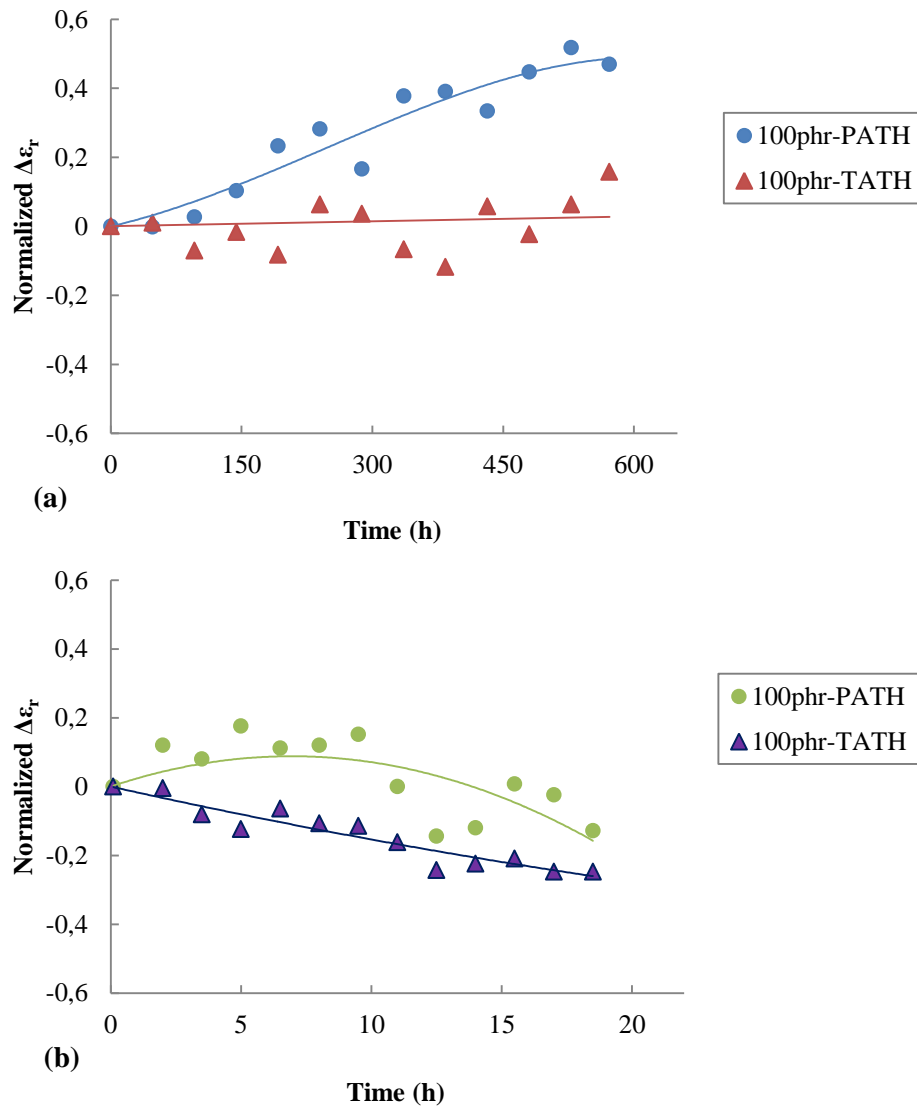 0,6
0,4
0,2
0
-0,2
-0,4
-0,6
Normalized Δεr
0 150 300 450 600
Time (h)
100phr-PATH
100phr-TATH
(a)
0,6
0,4
0,2
0
-0,2
-0,4
-0,6
Normalized Δεr
0 5 10 15 20
Time (h)
100phr-PATH
100phr-TATH
(b)